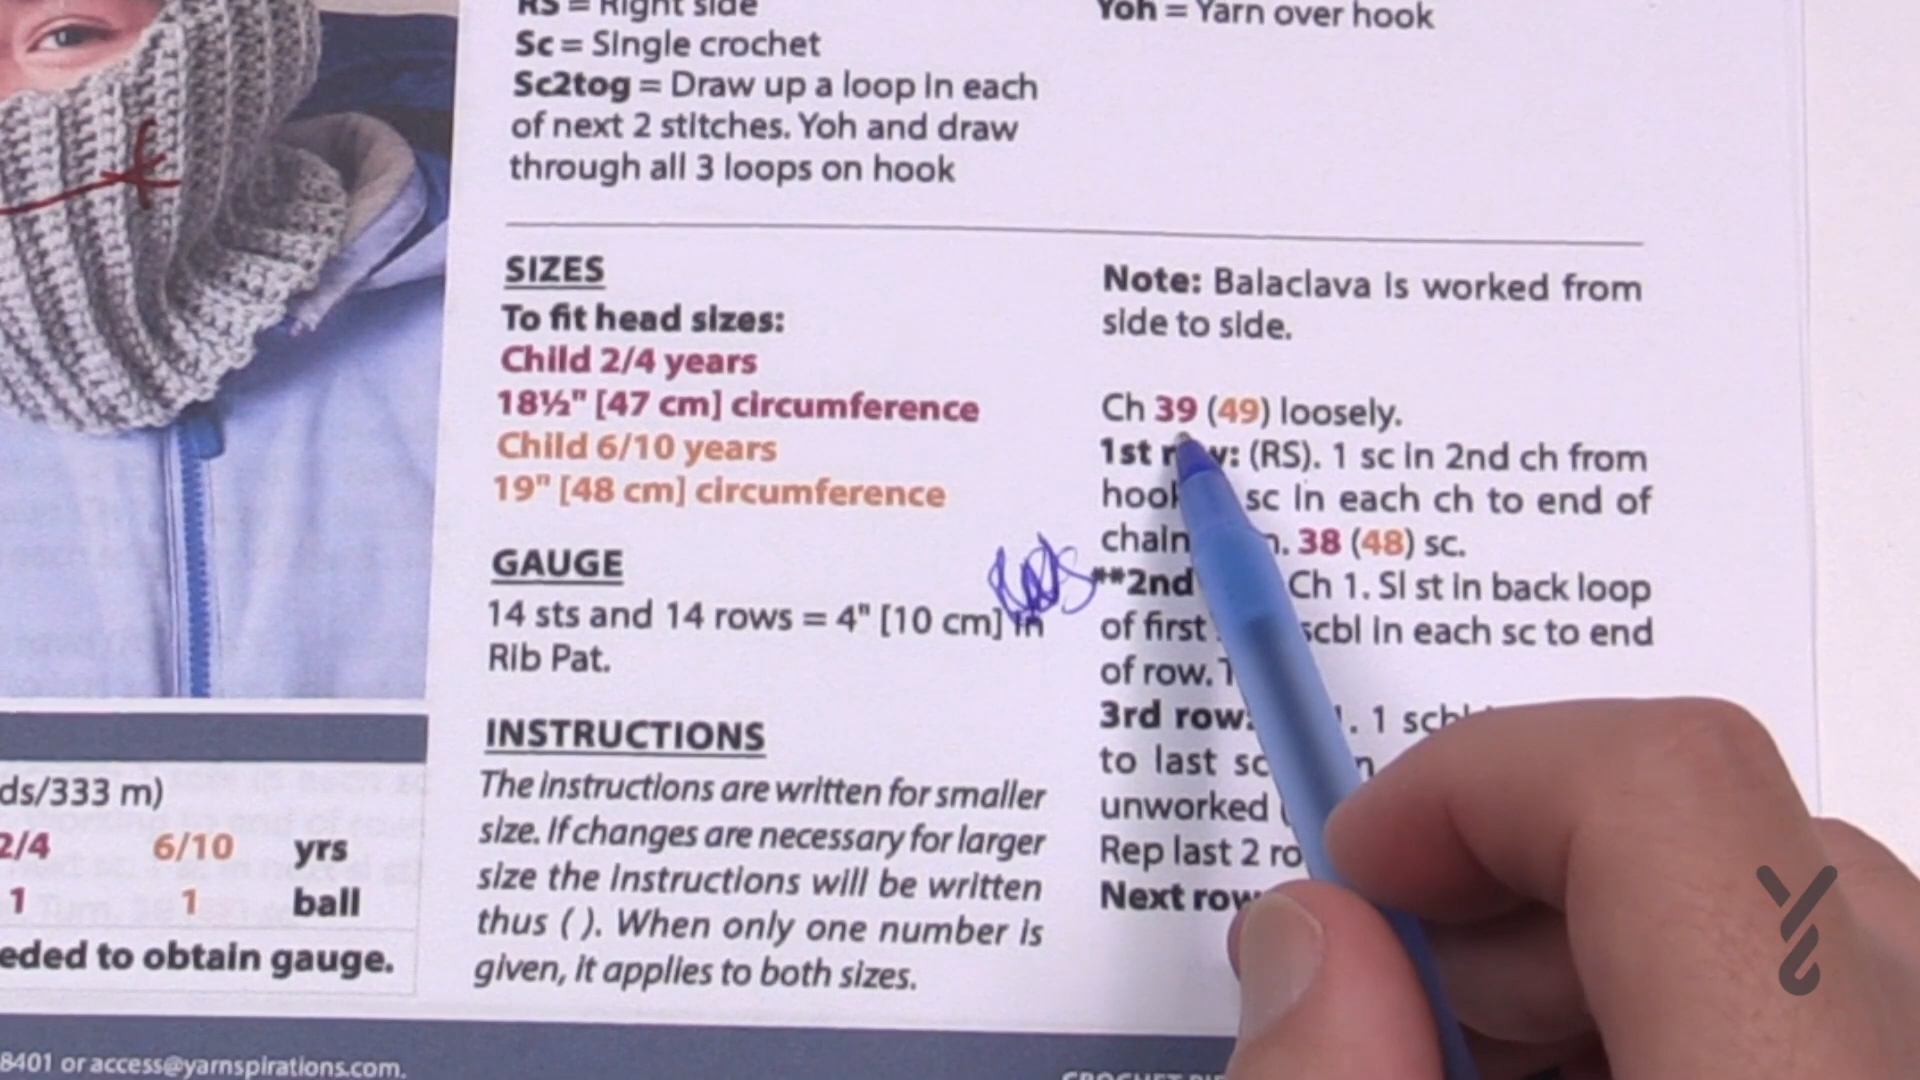 RS = Right side
Sc = Single crochet
Sc2tog = Draw up a loop in each
of next 2 stitches. Yoh and draw
through all 3 loops on hook
Yoh = Yarn over hook
SIZES
To fit head sizes:
Child 2/4 years
18½" [47 cm] circumference
Child 6/10 years
19" [48 cm] circumference
GAUGE
14 sts and 14 rows = 4" [10 cm] in
Rib Pat.
INSTRUCTIONS
The instructions are written for smaller
size. If changes are necessary for larger
size the instructions will be written
thus ( ). When only one number is
given, it applies to both sizes.
Note: Balaclava is worked from
side to side.
Ch 39 (49) loosely.
1st (RS). 1 sc in 2nd ch from
sc in each ch to end of
chain 38 (48) sc.
**2nd Ch 1. Sl st in back loop
of first scbl in each sc to end
of row.
3rd row: 1
to last
unworked
Rep last 2
Next row
ds/333 m)
2/4 6/10 yrs
1 1 ball
eded to obtain gauge.
8401 or access@yarnspirations.com.